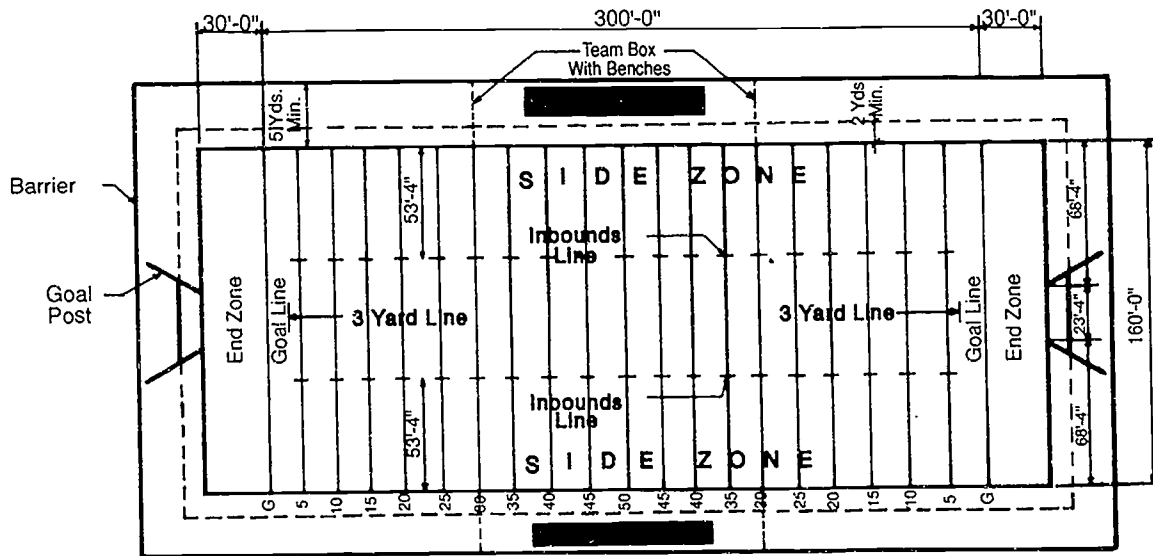 30'-0"
300'-0"
30'-0"
Team Box
With Benches
5 Yds.
Min.
2 Yds
Min.
Barrier
S I D E Z O N E
53'-4"
68'-4"
Inbounds
Line
Goal
Post
End Zone
Goal Line
3 Yard Line
3 Yard Line
Goal Line
End Zone
23'-4"
160'-0"
Inbounds
Line
53'-4"
68'-4"
S I D E Z O N E
G 5 10 15 20 25 30 35 40 45 50 45 40 35 30 25 20 15 10 5 G